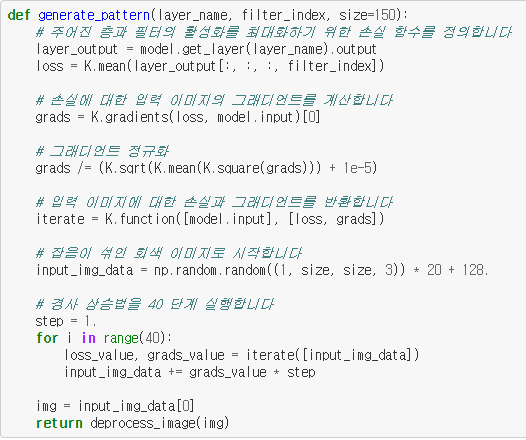 def generate_pattern(layer_name, filter_index, size=150):
    # 주어진 층과 필터의 활성화를 최대화하기 위한 손실 함수를 정의합니다
    layer_output = model.get_layer(layer_name).output
    loss = K.mean(layer_output[:, :, :, filter_index])

    # 손실에 대한 입력 이미지의 그래디언트를 계산합니다
    grads = K.gradients(loss, model.input)[0]

    # 그래디언트 정규화
    grads /= (K.sqrt(K.mean(K.square(grads))) + 1e-5)

    # 입력 이미지에 대한 손실과 그래디언트를 반환합니다
    iterate = K.function([model.input], [loss, grads])

    # 잡음이 섞인 회색 이미지로 시작합니다
    input_img_data = np.random.random((1, size, size, 3)) * 20 + 128.

    # 경사 상승법을 40 단계 실행합니다
    step = 1.
    for i in range(40):
        loss_value, grads_value = iterate([input_img_data])
        input_img_data += grads_value * step

    img = input_img_data[0]
    return deprocess_image(img)